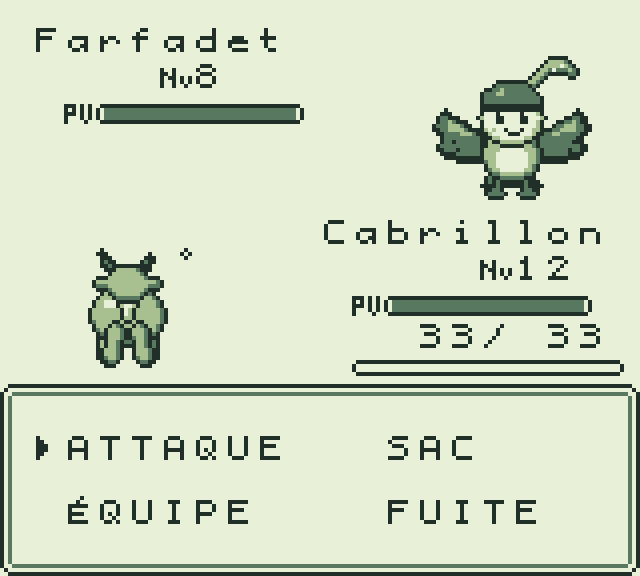 Farfadet
Nv8
PV
Cabrillon
Nv12
PV
33/ 33
ATTAQUE SAC
ÉQUIPE FUITE